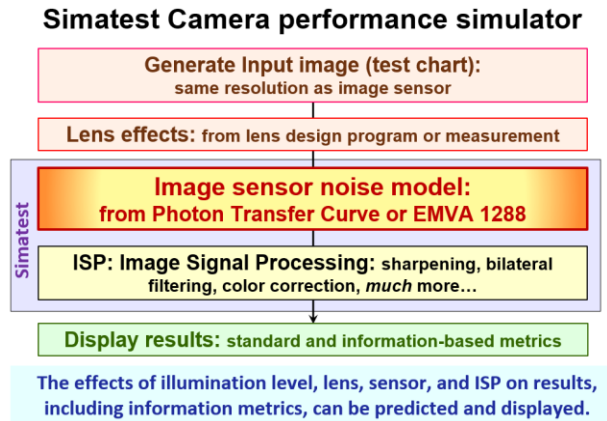 Simatest Camera performance simulator
Generate Input image (test chart):
same resolution as image sensor
Lens effects: from lens design program or measurement
Simatest
Image sensor noise model:
from Photon Transfer Curve or EMVA 1288
ISP: Image Signal Processing: sharpening, bilateral
filtering, color correction, much more…
Display results: standard and information-based metrics
The effects of illumination level, lens, sensor, and ISP on results,
including information metrics, can be predicted and displayed.